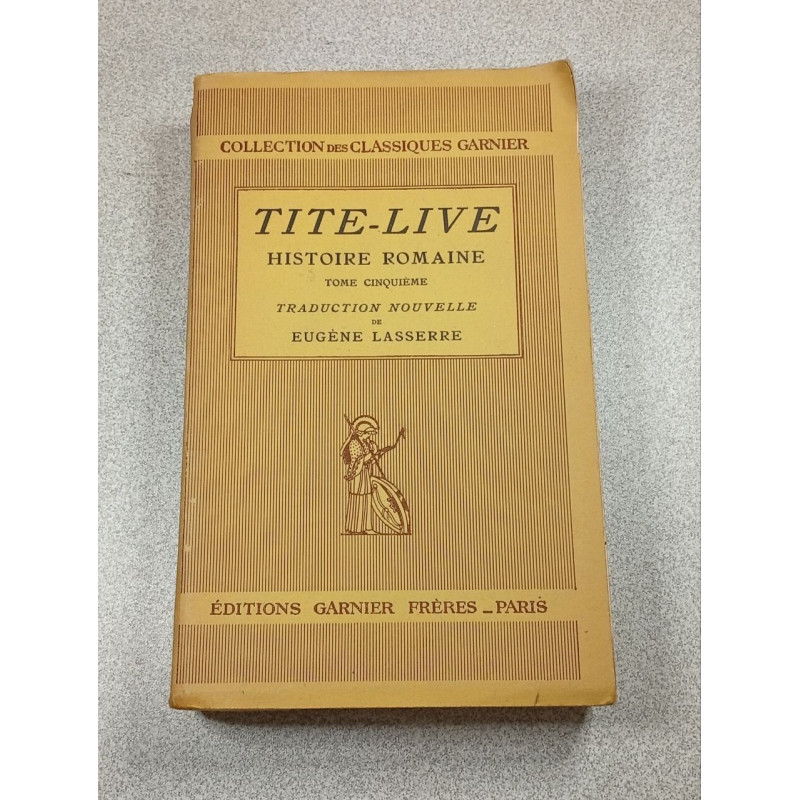 COLLECTION DES CLASSIQUES GARNIER
TITE-LIVE
HISTOIRE ROMAINE
TOME CINQUIÈME
TRADUCTION NOUVELLE
DE
EUGÈNE LASSERRE
ÉDITIONS GARNIER FRÈRES _ PARIS